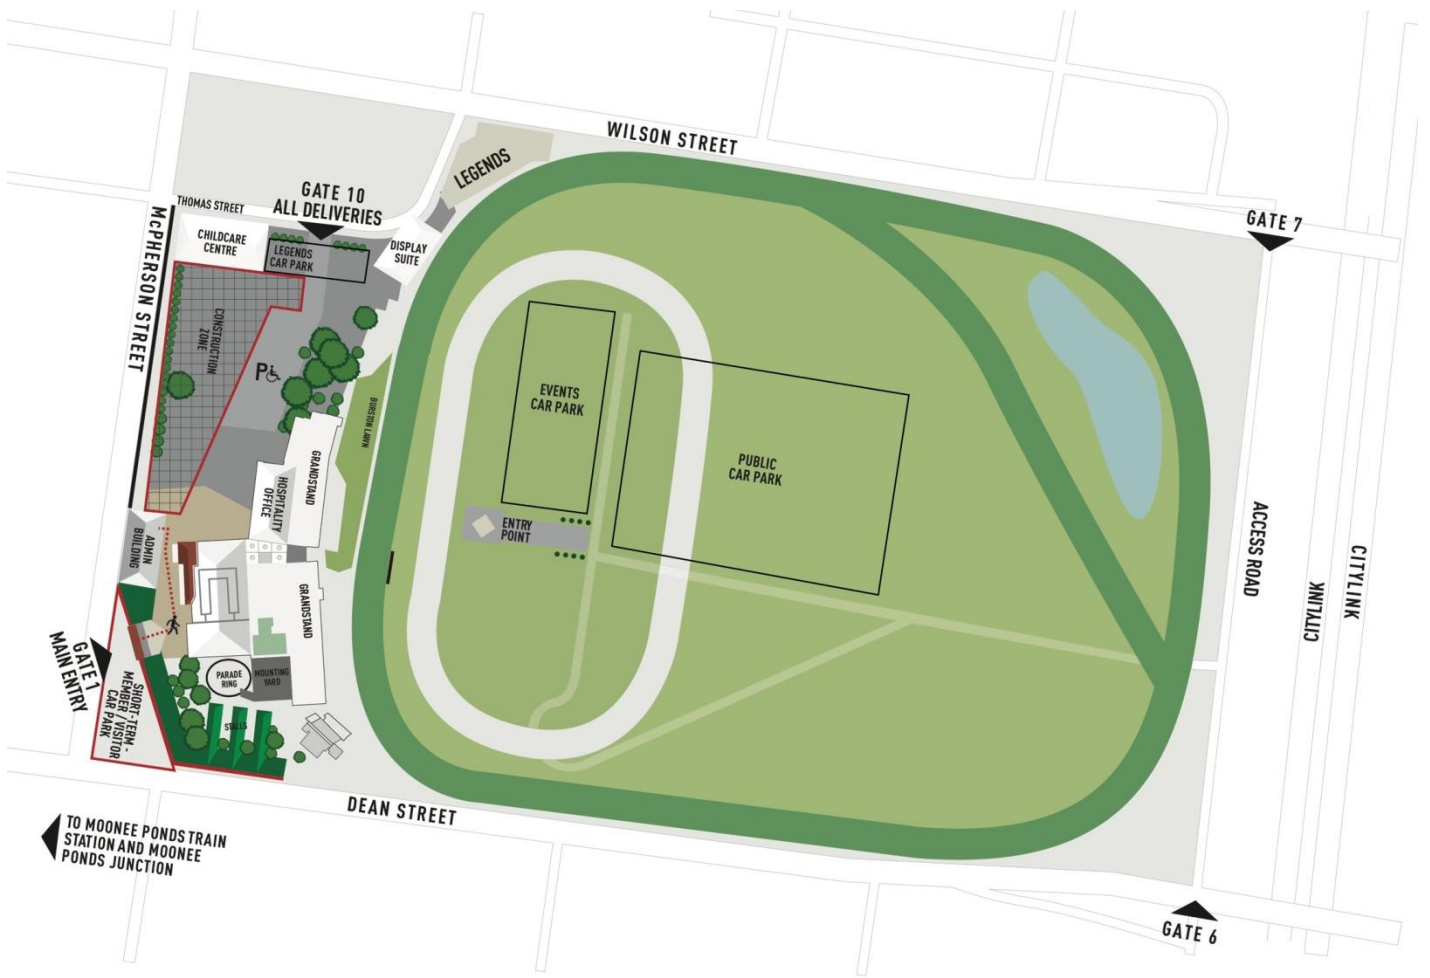 WILSON STREET
LEGENDS
GATE 10
ALL DELIVERIES
THOMAS STREET
GATE 7
McPHERSON STREET
CHILDCARE
CENTRE
LEGENDS
CAR PARK
DISPLAY
SUITE
CONSTRUCTION
ZONE
P
EVENTS
CAR PARK
BURSTON LAWN
PUBLIC
CAR PARK
GRANDSTAND
HOSPITALITY
OFFICE
ENTRY
POINT
ADMIN
BUILDING
ACCESS ROAD
CITYLINK
CITYLINK
GRANDSTAND
GATE 1
MAIN ENTRY
PARADE
RING
MOUNTING
YARD
SHORT-TERM -
MEMBER / VISITOR
CAR PARK
STALLS
DEAN STREET
TO MOONEE PONDS TRAIN
STATION AND MOONEE
PONDS JUNCTION
GATE 6